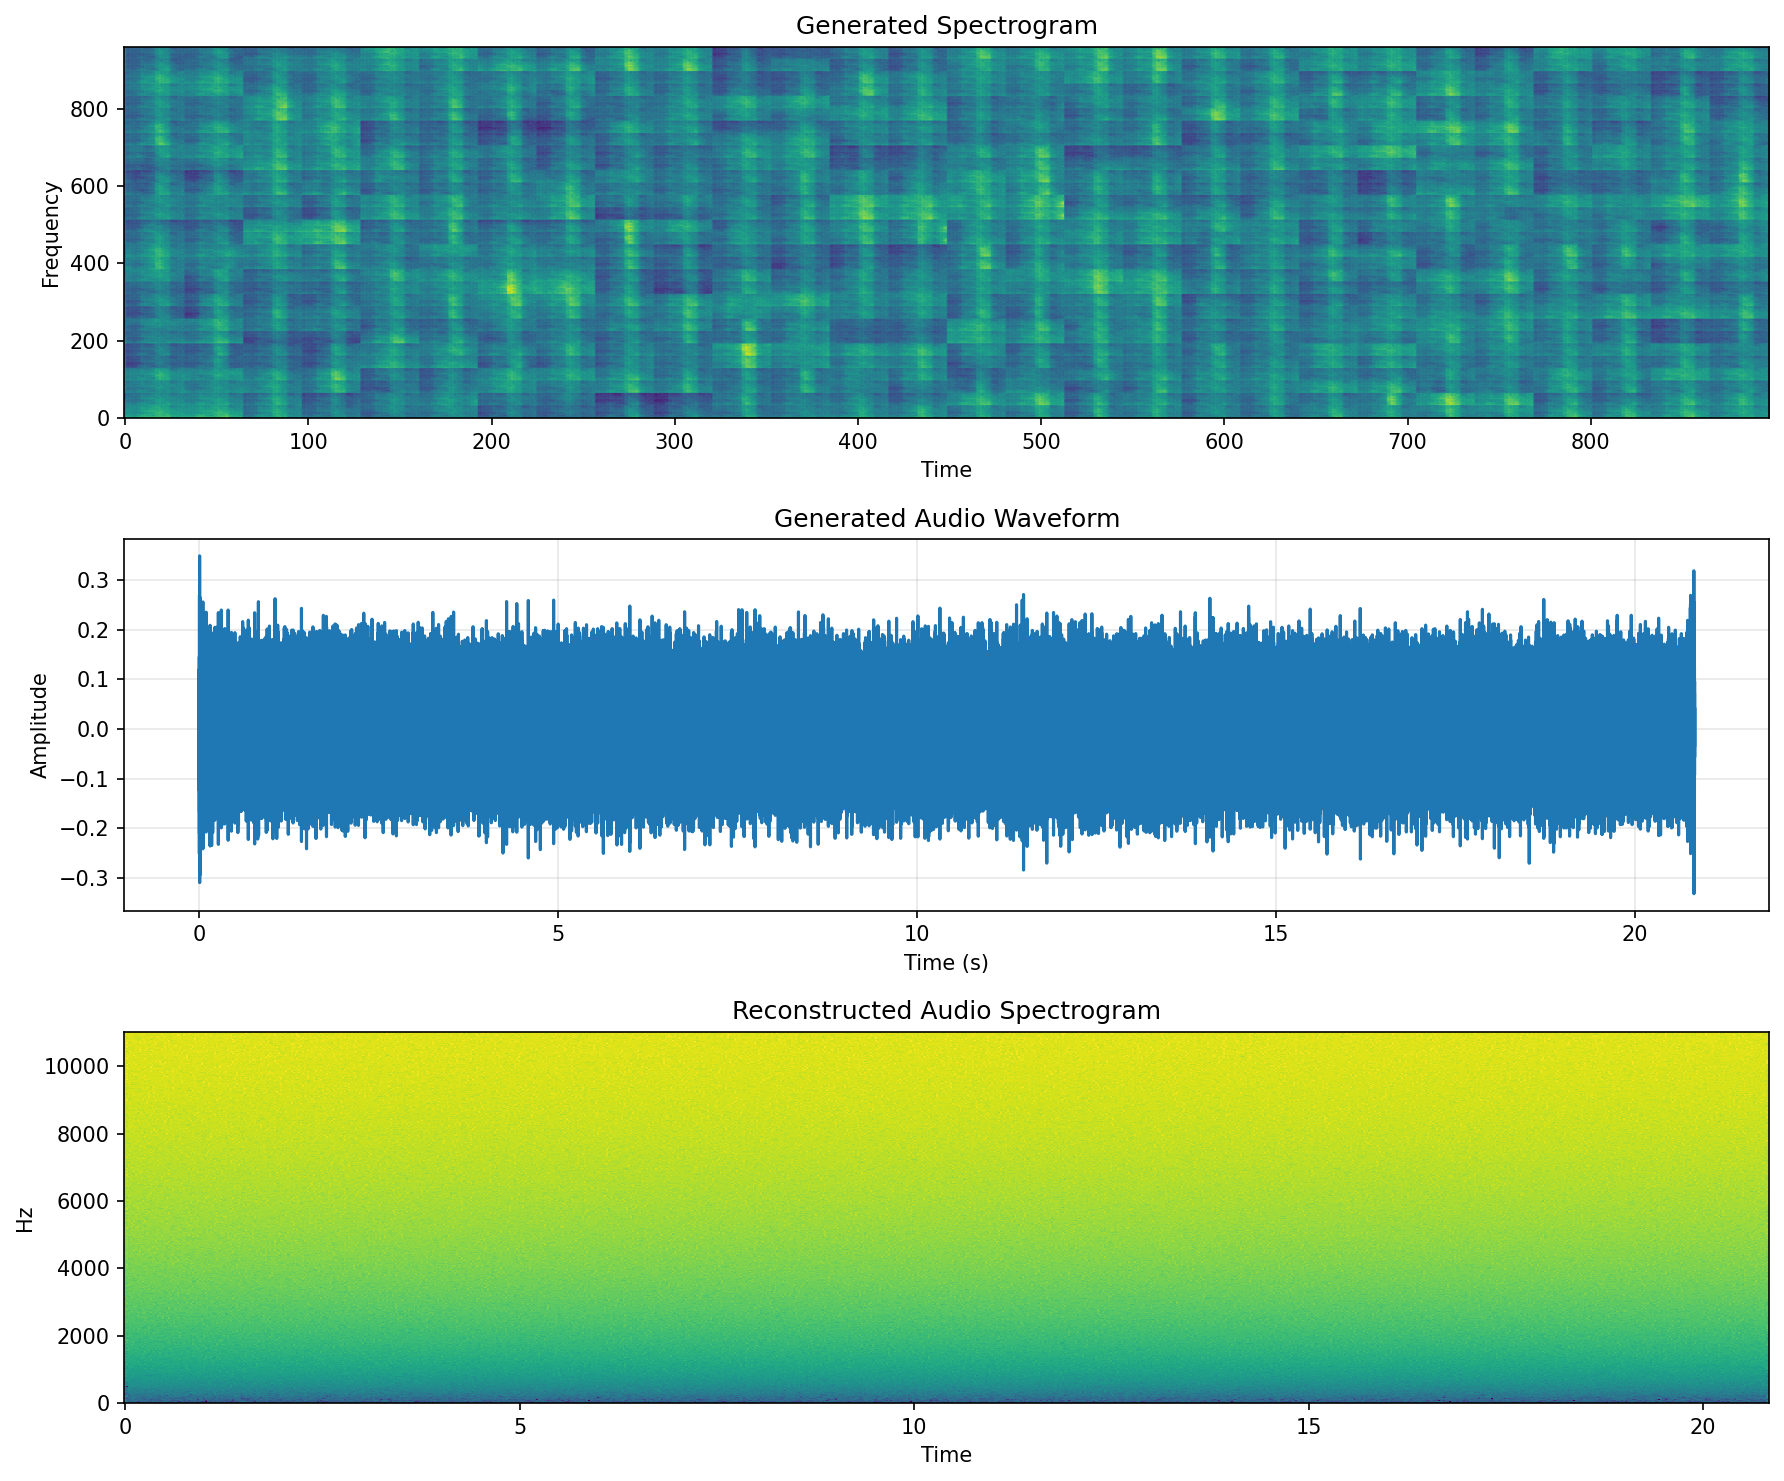 Generated Spectrogram
Frequency
800
600
400
200
0
0 100 200 300 400 500 600 700 800
Time
Generated Audio Waveform
Amplitude
0.3
0.2
0.1
0.0
−0.1
−0.2
−0.3
0 5 10 15 20
Time (s)
Reconstructed Audio Spectrogram
Hz
10000
8000
6000
4000
2000
0
0 5 10 15 20
Time